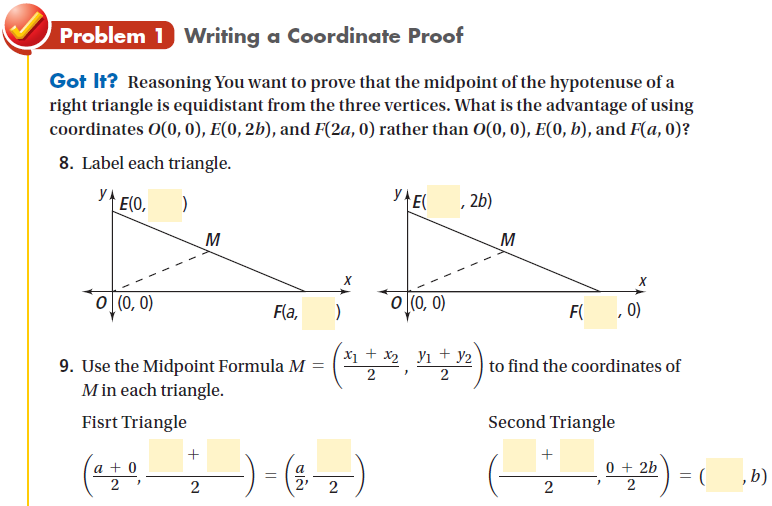 Problem 1 Writing a Coordinate Proof
Got It? Reasoning You want to prove that the midpoint of the hypotenuse of a
right triangle is equidistant from the three vertices. What is the advantage of using
coordinates O(0, 0), E(0, 2b), and F(2a, 0) rather than O(0, 0), E(0, b), and F(a, 0)?
8. Label each triangle.
y E(0, ) y E( , 2b)
M M
x x
O (0, 0) O (0, 0)
F(a, ) F( , 0)
9. Use the Midpoint Formula M = (x₁ + x₂ / 2, y₁ + y₂ / 2) to find the coordinates of
M in each triangle.
Fisrt Triangle Second Triangle
(a + 0 / 2, + / 2) = (a / 2, / 2) ( + / 2, 0 + 2b / 2) = ( , b)